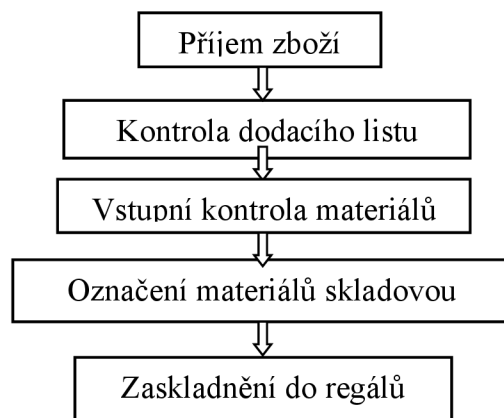 Příjem zboží
Kontrola dodacího listu
Vstupní kontrola materiálů
Označení materiálů skladovou
Zaskladnění do regálů